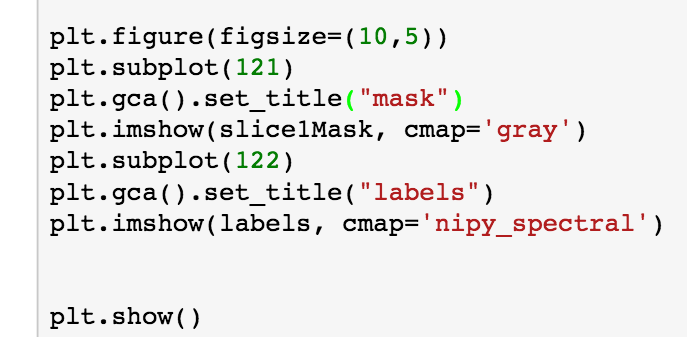 plt.figure(figsize=(10,5))
plt.subplot(121)
plt.gca().set_title("mask")
plt.imshow(slice1Mask, cmap='gray')
plt.subplot(122)
plt.gca().set_title("labels")
plt.imshow(labels, cmap='nipy_spectral')
plt.show()